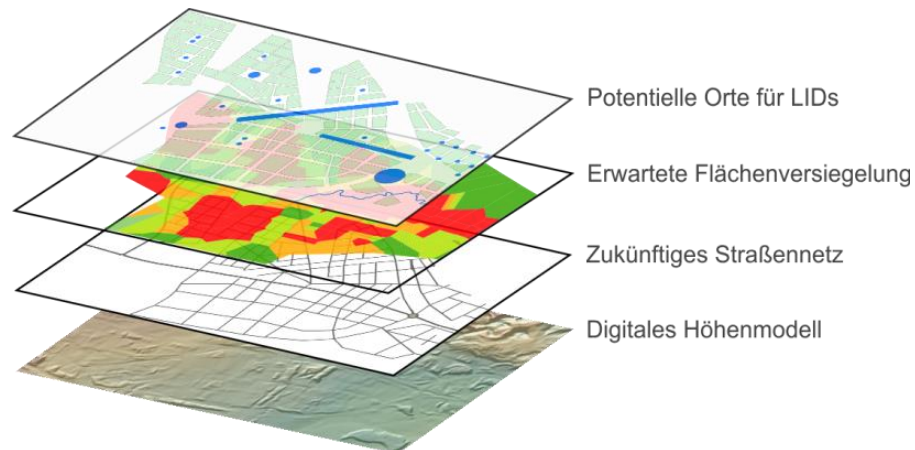 Potentielle Orte für LIDs
Erwartete Flächenversiegelung
Zukünftiges Straßennetz
Digitales Höhenmodell